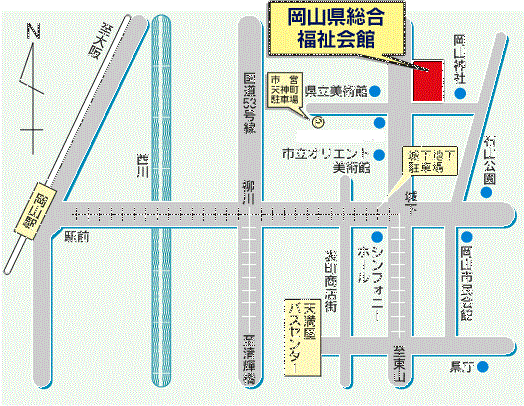 岡山県総合
福祉会館
N
至大阪
国道53号線
市営
天神町
駐車場
県立美術館
岡山神社
西川
市立オリエント
美術館
城下地下
駐車場
石山公園
岡山駅
柳川
城下
駅前
表町商店街
シンフォニー
ホール
岡山市民会館
天満屋
バスセンター
至清輝橋
至東山
県庁